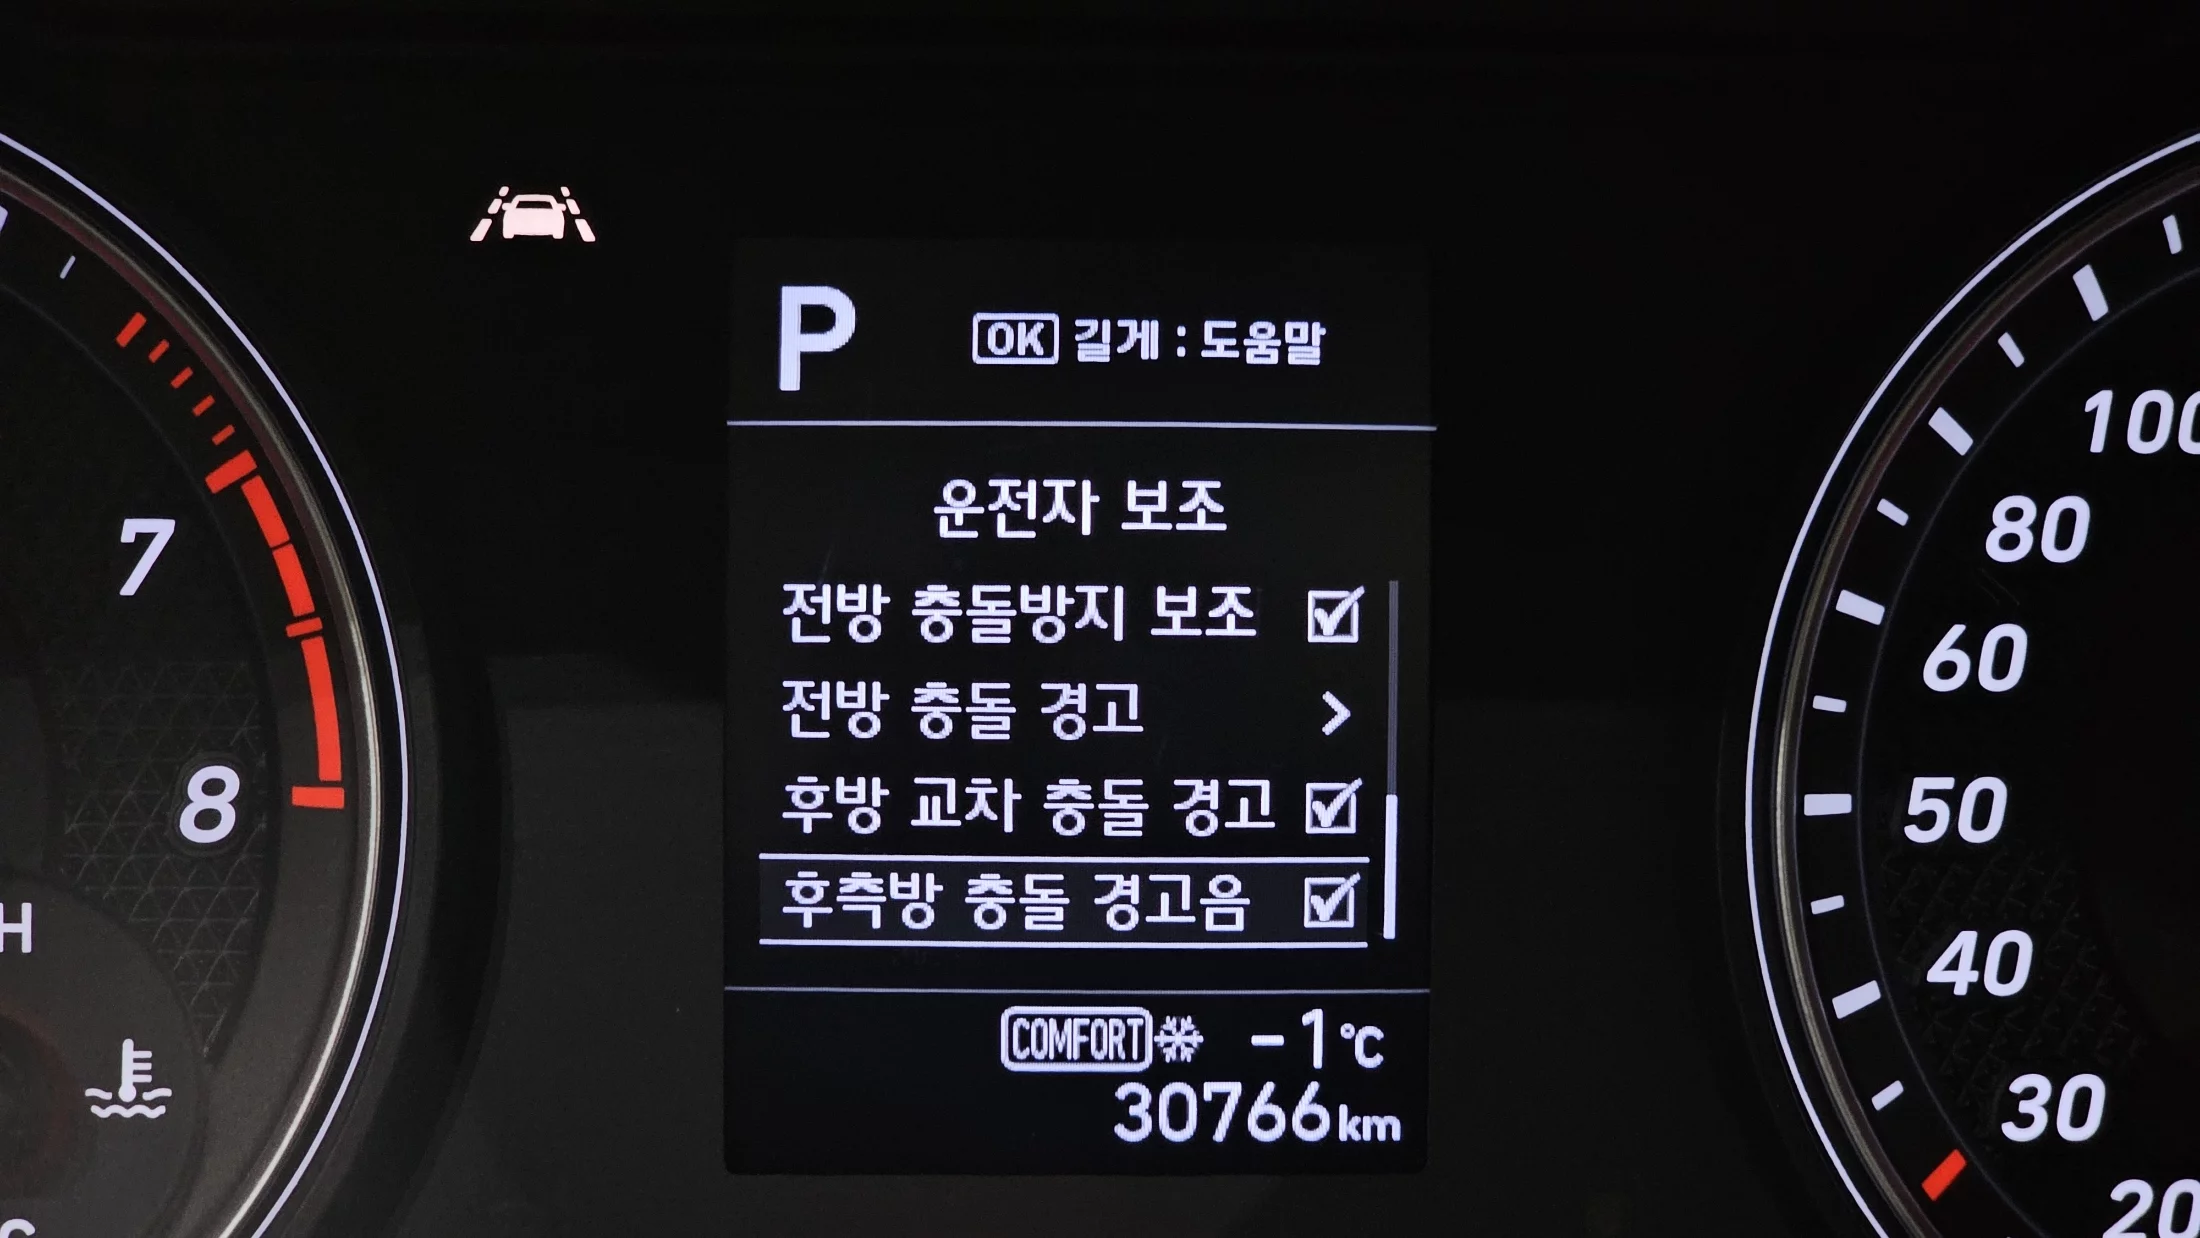 P
OK 길게 : 도움말
운전자 보조
전방 충돌방지 보조
전방 충돌 경고 >
후방 교차 충돌 경고
후측방 충돌 경고음
COMFORT -1℃
30766km
7
8
H
C
100
80
60
50
40
30
20